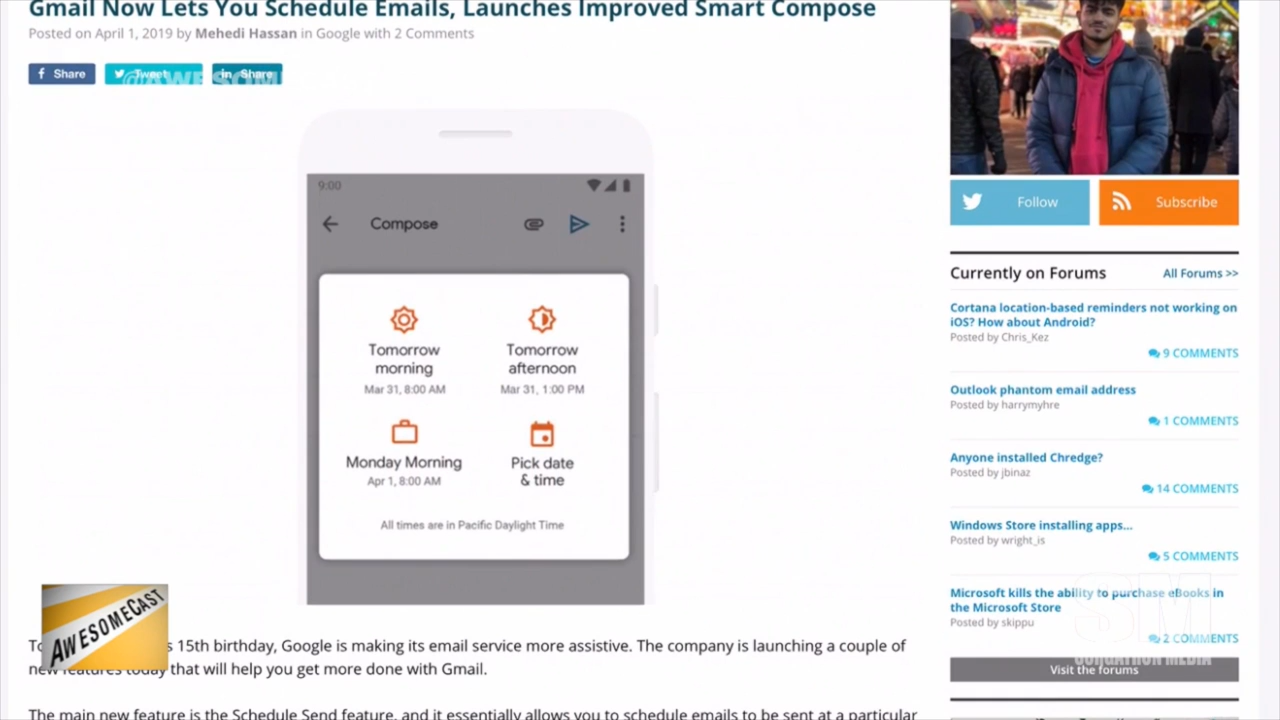 Gmail Now Lets You Schedule Emails, Launches Improved Smart Compose
Posted on April 1, 2019 by Mehedi Hassan in Google with 2 Comments
Share
Tweet
Share
@AWESOM
9:00
Compose
Tomorrow
morning
Mar 31, 8:00 AM
Tomorrow
afternoon
Mar 31, 1:00 PM
Monday Morning
Apr 1, 8:00 AM
Pick date
& time
All times are in Pacific Daylight Time
AWESOMECAST
15th birthday, Google is making its email service more assistive. The company is launching a couple of
new features today that will help you get more done with Gmail.
The main new feature is the Schedule Send feature, and it essentially allows you to schedule emails to be sent at a particular
Follow
Subscribe
Currently on Forums
All Forums >>
Cortana location-based reminders not working on
iOS? How about Android?
Posted by Chris_Kez
9 COMMENTS
Outlook phantom email address
Posted by harrymyhre
1 COMMENTS
Anyone installed Chredge?
Posted by jbinaz
14 COMMENTS
Windows Store installing apps...
Posted by wright_is
5 COMMENTS
Microsoft kills the ability to purchase eBooks in
the Microsoft Store
Posted by skippu
2 COMMENTS
SM
SORGATRON MEDIA
Visit the forums